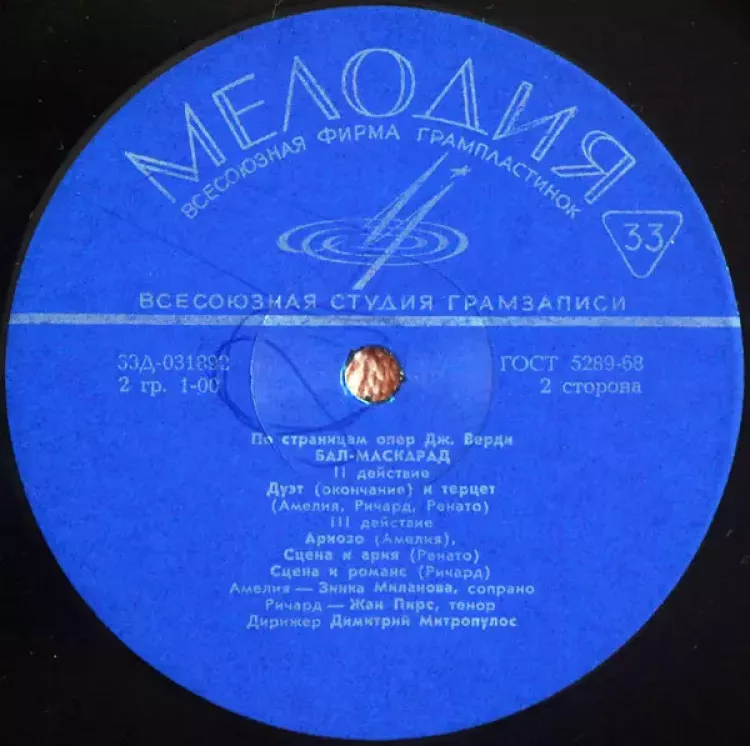 МЕЛОДИЯ
ВСЕСОЮЗНАЯ ФИРМА ГРАМПЛАСТИНОК
33
ВСЕСОЮЗНАЯ СТУДИЯ ГРАМЗАПИСИ
33Д-031892
ГОСТ 5289-68
2 гр. 1-00
2 сторова
По страницам опер Дж. Верди
БАЛ-МАСКАРАД
II действие
Дуэт (окончание) и терцет
(Амелия, Ричард, Ренато)
III действие
Ариозо (Амелия),
Сцена и ария (Ренато)
Сцена и романс (Ричард)
Амелия — Зинка Миланова, сопрано
Ричард — Жан Пирс, тенор
Дирижер Димитрий Митропулос